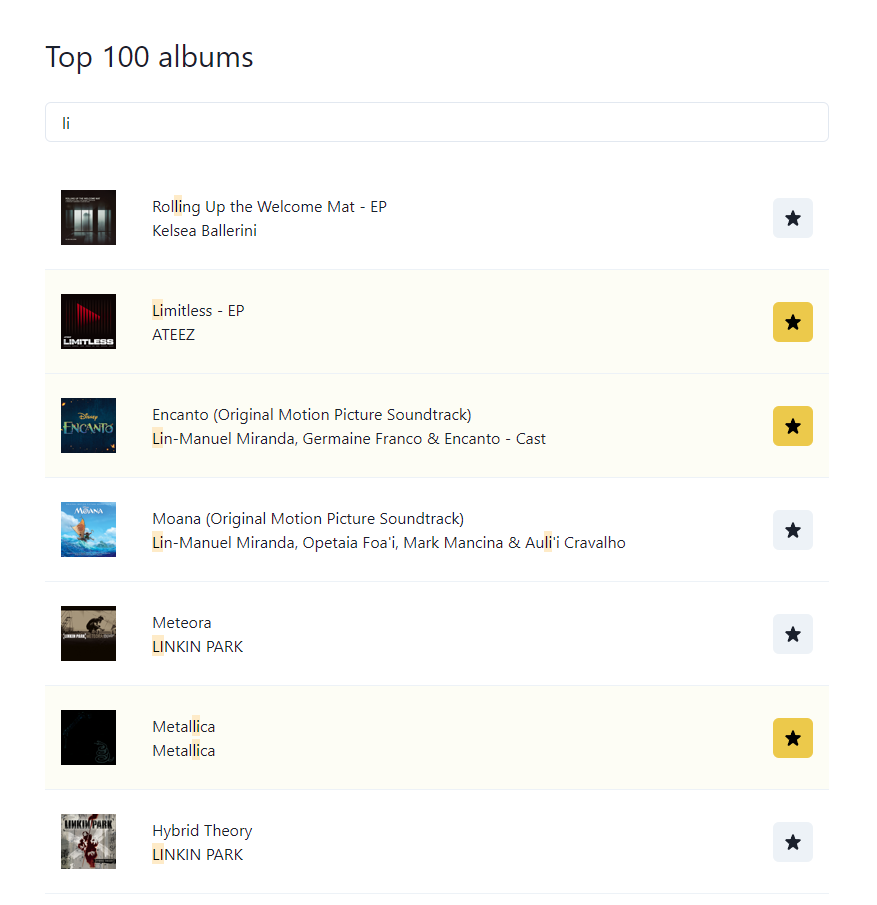 Top 100 albums
li
Rolling Up the Welcome Mat - EP
Kelsea Ballerini
LIMITLESS
Limitless - EP
ATEEZ
Disney
ENCANTO
Encanto (Original Motion Picture Soundtrack)
Lin-Manuel Miranda, Germaine Franco & Encanto - Cast
MOANA
Moana (Original Motion Picture Soundtrack)
Lin-Manuel Miranda, Opetaia Foa'i, Mark Mancina & Auli'i Cravalho
LINKIN PARK
Meteora
LINKIN PARK
Metallica
Metallica
LINKIN PARK
Hybrid Theory
LINKIN PARK